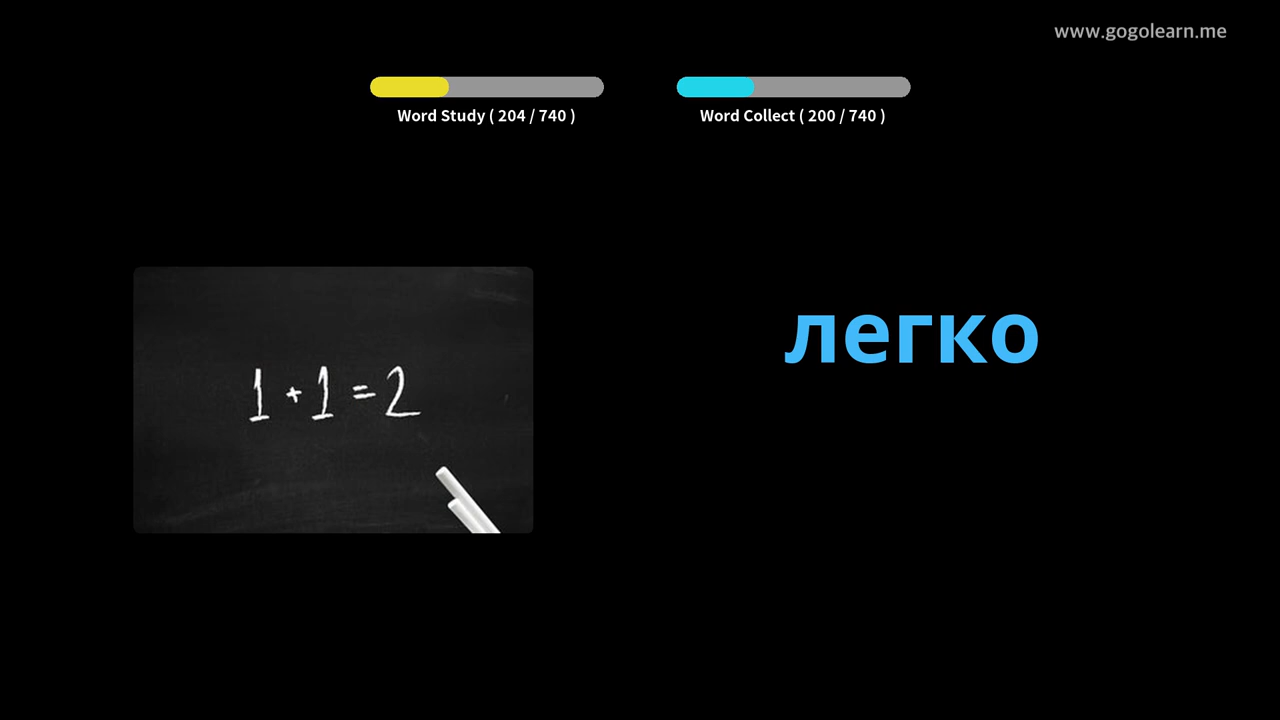 www.gogolearn.me
Word Study ( 204 / 740 )
Word Collect ( 200 / 740 )
легко
1 + 1 = 2